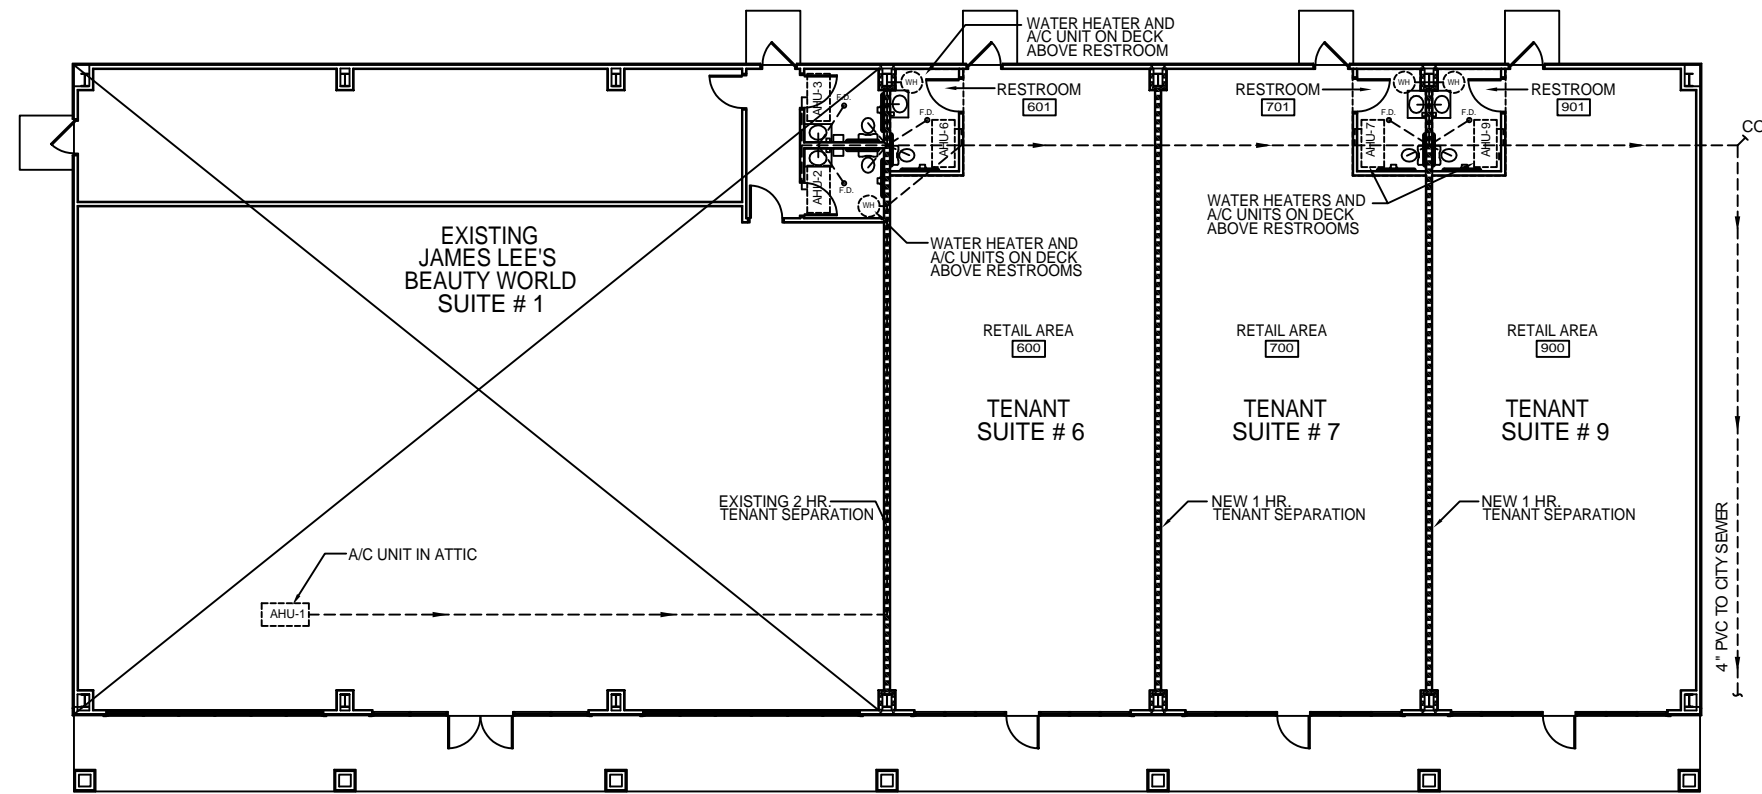 WATER HEATER AND
A/C UNIT ON DECK
ABOVE RESTROOM
AHU-3
F.D.
WH
RESTROOM
601
F.D.
AHU-6
RESTROOM
701
WH
F.D.
AHU-7
WH
F.D.
AHU-9
RESTROOM
901
CO
AHU-2
F.D.
WH
WATER HEATERS AND
A/C UNITS ON DECK
ABOVE RESTROOMS
EXISTING
JAMES LEE'S
BEAUTY WORLD
SUITE # 1
WATER HEATER AND
A/C UNITS ON DECK
ABOVE RESTROOMS
RETAIL AREA
600
RETAIL AREA
700
RETAIL AREA
900
TENANT
SUITE # 6
TENANT
SUITE # 7
TENANT
SUITE # 9
EXISTING 2 HR.
TENANT SEPARATION
NEW 1 HR.
TENANT SEPARATION
NEW 1 HR.
TENANT SEPARATION
A/C UNIT IN ATTIC
AHU-1
4" PVC TO CITY SEWER